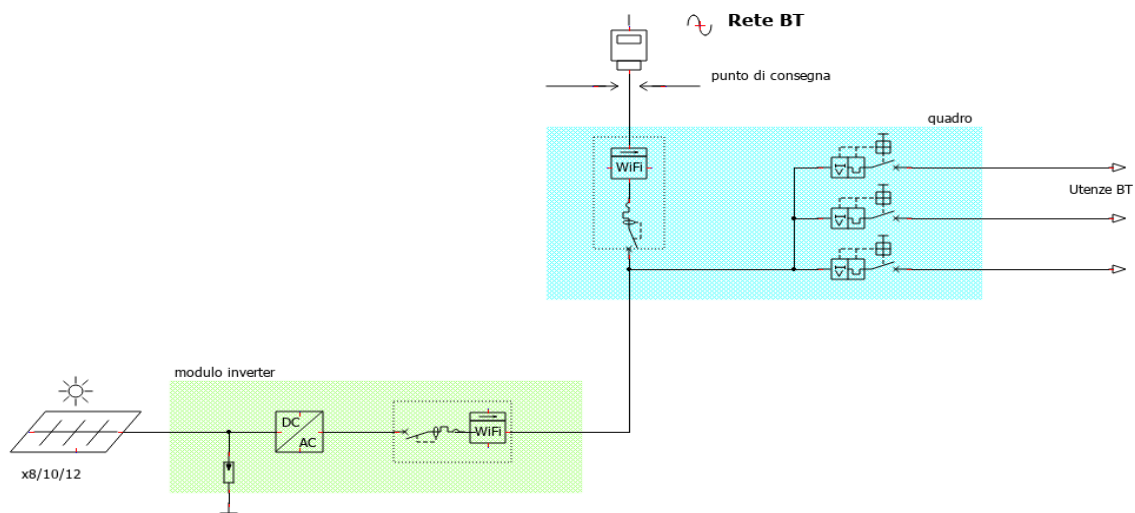 Rete BT
punto di consegna
quadro
WiFi
Utenze BT
modulo inverter
DC
AC
WiFi
x8/10/12